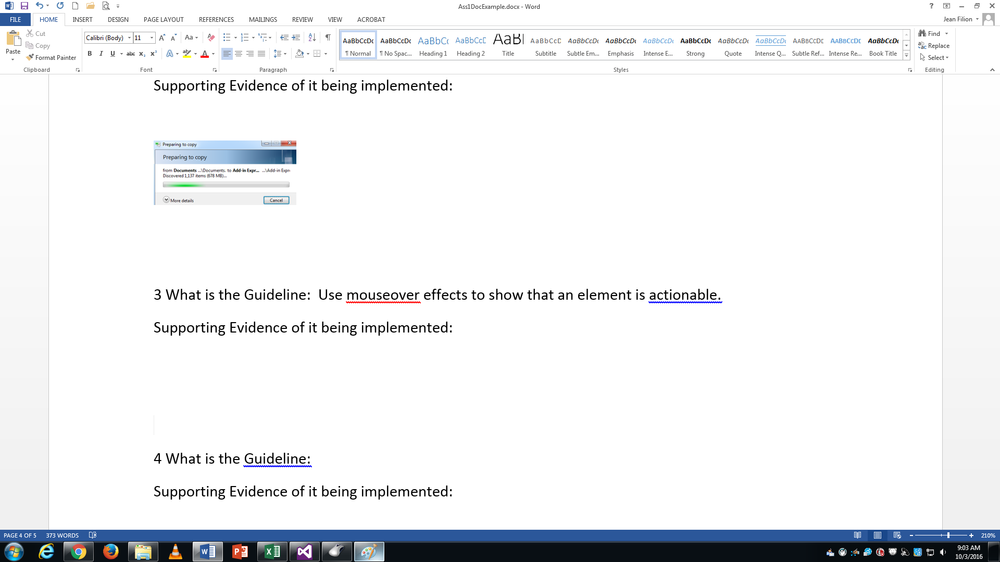 Ass1DocExample.docx - Word
FILE HOME INSERT DESIGN PAGE LAYOUT REFERENCES MAILINGS REVIEW VIEW ACROBAT
Jean Filion
Paste
Cut
Copy
Format Painter
Clipboard
Calibri (Body) 11
Font
Paragraph
AaBbCcDc AaBbCcDc AaBbCc AaBbCcD AaBl AaBbCcD AaBbCcDc AaBbCcDc AaBbCcDc AaBbCcDc AaBbCcDc AaBbCcDc AABBCCDE AABBCCDE AaBbCcDc
¶ Normal ¶ No Spac... Heading 1 Heading 2 Title Subtitle Subtle Em... Emphasis Intense E... Strong Quote Intense Q... Subtle Ref... Intense Re... Book Title
Styles
Find
Replace
Select
Editing
Supporting Evidence of it being implemented:
Preparing to copy
Preparing to copy
from Documents ...\Documents. to Add-in Expr... ...\Add-in Expr
Discovered 1,137 items (678 MB)...
More details Cancel
3 What is the Guideline:  Use mouseover effects to show that an element is actionable.
Supporting Evidence of it being implemented:
4 What is the Guideline:
Supporting Evidence of it being implemented:
PAGE 4 OF 5 373 WORDS 210%
9:03 AM
10/3/2016